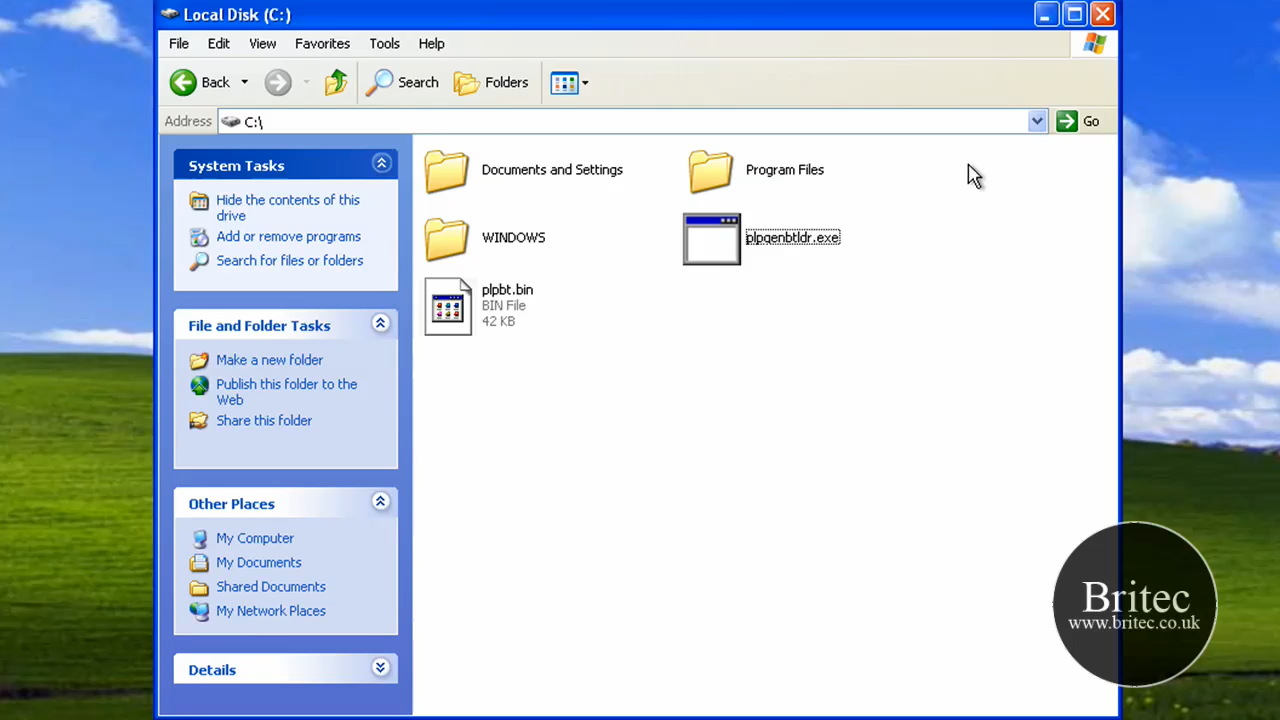 Local Disk (C:)
File Edit View Favorites Tools Help
Back Search Folders
Address C:\ Go
System Tasks
Hide the contents of this
drive
Add or remove programs
Search for files or folders
File and Folder Tasks
Make a new folder
Publish this folder to the
Web
Share this folder
Other Places
My Computer
My Documents
Shared Documents
My Network Places
Details
Documents and Settings
Program Files
WINDOWS
plpgenbtldr.exe
plpbt.bin
BIN File
42 KB
Britec
www.britec.co.uk